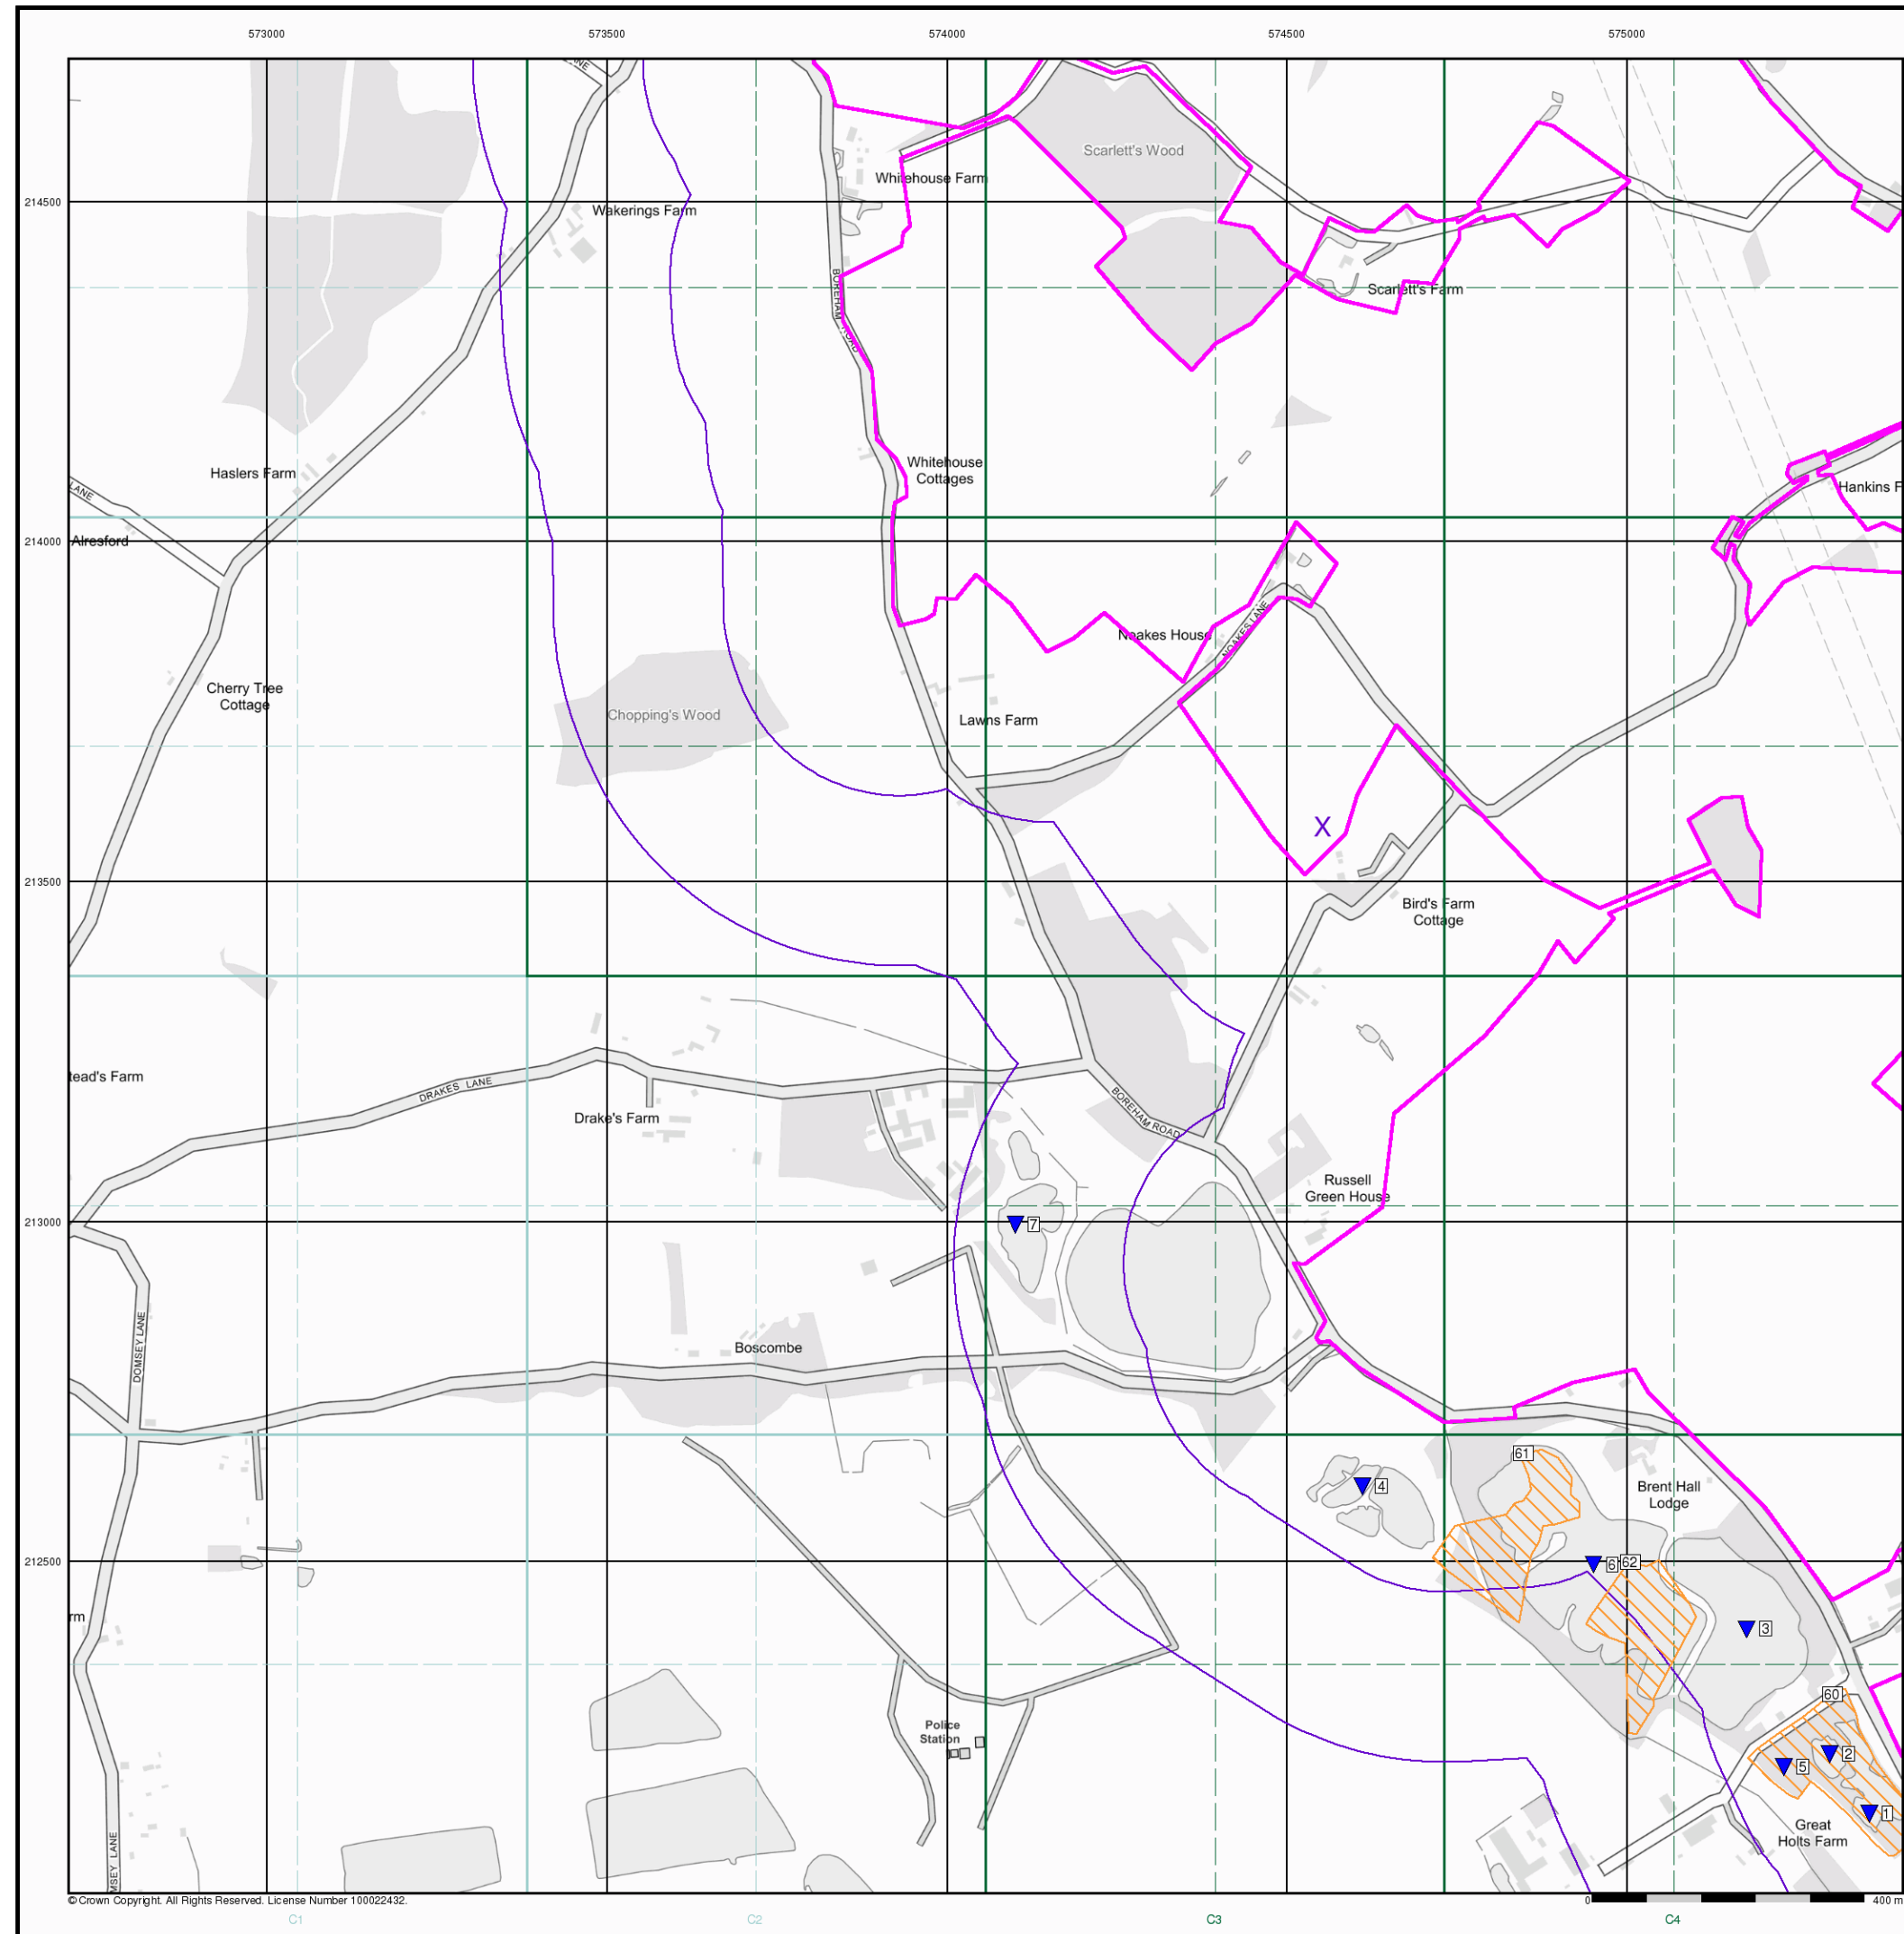 573000 573500 574000 574500 575000
LANE
Scarlett's Wood
Whitehouse Farm
214500
Wakerings Farm
BOREHAM ROAD
Scarlett's Farm
Whitehouse
Cottages
Haslers Farm
Hankins F
LANE
214000
Alresford
NOAKES LANE
Noakes House
Cherry Tree
Cottage
Chopping's Wood
Lawns Farm
X
213500
Bird's Farm
Cottage
tead's Farm
DRAKES LANE
Drake's Farm
BOREHAM ROAD
Russell
Green House
213000
7
DOMSEY LANE
Boscombe
61
4
Brent Hall
Lodge
212500
6
62
rm
3
60
Police
Station
2
5
1
Great
Holts Farm
MSEY LANE
© Crown Copyright. All Rights Reserved. License Number 100022432.
0 400 m
C1 C2 C3 C4